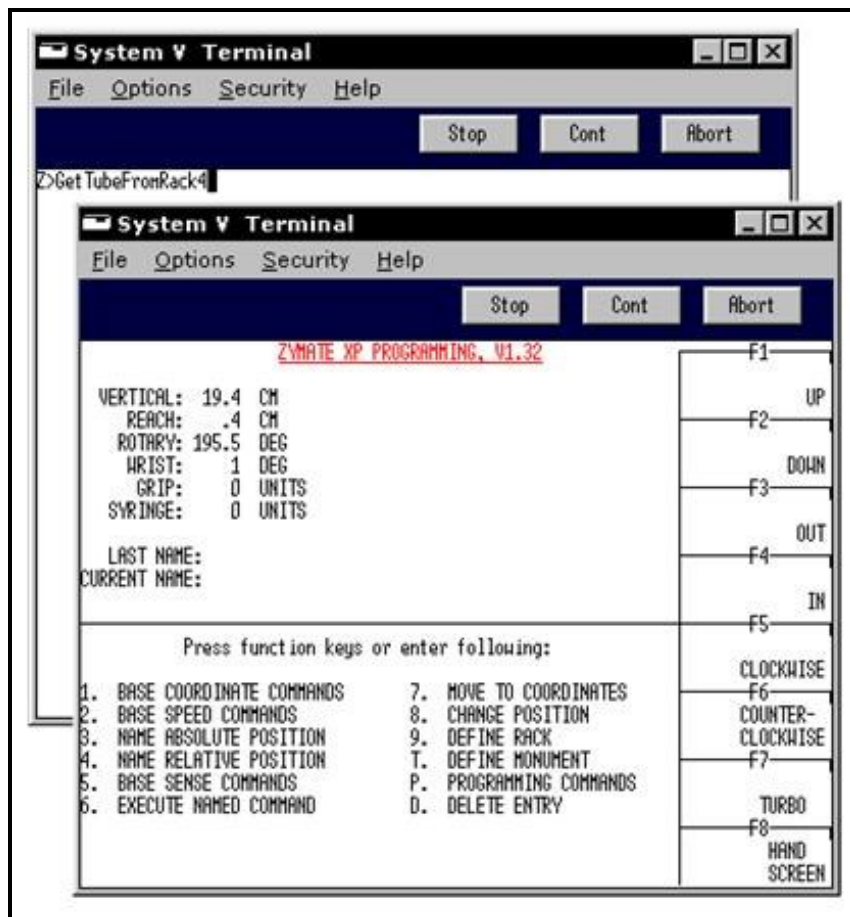 System V Terminal
File Options Security Help
Stop Cont Abort
Z>GetTubeFromRack4
System V Terminal
File Options Security Help
Stop Cont Abort
ZYMATE XP PROGRAMMING, V1.32
VERTICAL: 19.4 CM
REACH: .4 CM
ROTARY: 195.5 DEG
WRIST: 1 DEG
GRIP: 0 UNITS
SYRINGE: 0 UNITS
LAST NAME:
CURRENT NAME:
F1
UP
F2
DOWN
F3
OUT
F4
IN
F5
CLOCKWISE
F6
COUNTER-
CLOCKWISE
F7
TURBO
F8
HAND
SCREEN
Press function keys or enter following:
1. BASE COORDINATE COMMANDS 7. MOVE TO COORDINATES
2. BASE SPEED COMMANDS 8. CHANGE POSITION
3. NAME ABSOLUTE POSITION 9. DEFINE RACK
4. NAME RELATIVE POSITION T. DEFINE MONUMENT
5. BASE SENSE COMMANDS P. PROGRAMMING COMMANDS
6. EXECUTE NAMED COMMAND D. DELETE ENTRY